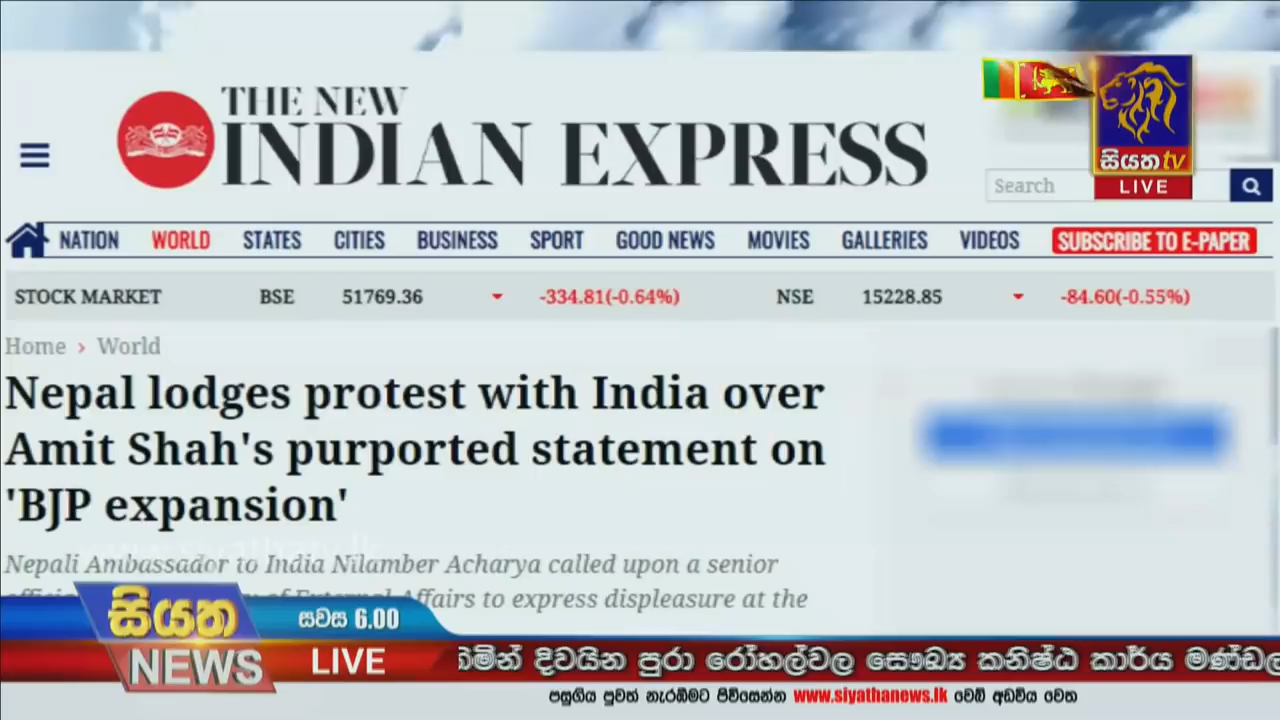 THE NEW
INDIAN EXPRESS
සියත tv
LIVE
Search
NATION WORLD STATES CITIES BUSINESS SPORT GOOD NEWS MOVIES GALLERIES VIDEOS SUBSCRIBE TO E-PAPER
STOCK MARKET BSE 51769.36 -334.81(-0.64%) NSE 15228.85 -84.60(-0.55%)
Home › World
Nepal lodges protest with India over
Amit Shah's purported statement on
'BJP expansion'
Nepali Ambassador to India Nilamber Acharya called upon a senior
of External Affairs to express displeasure at the
සියත සවස 6.00
NEWS LIVE දිවයින පුරා රෝහල්වල සෞඛ්‍ය කනිෂ්ඨ කාර්ය මණ්ඩල
පසුගිය පුවත් නැරඹීමට පිවිසෙන්න www.siyathanews.lk වෙබ් අඩවිය වෙත